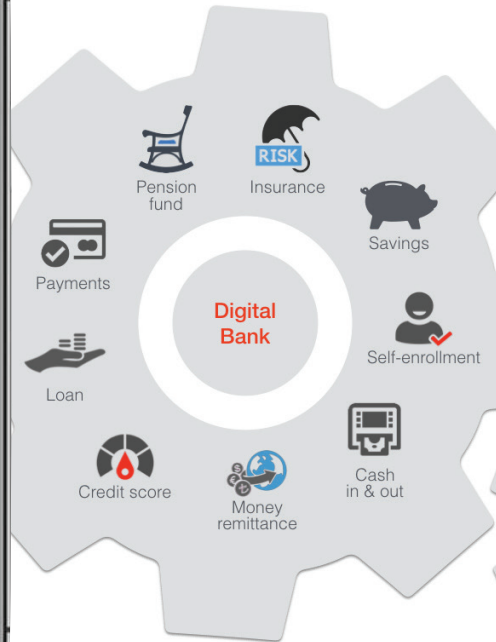 Pension
fund
RISK
Insurance
Savings
Payments
Digital
Bank
Self-enrollment
Loan
Cash
in & out
Credit score
Money
remittance